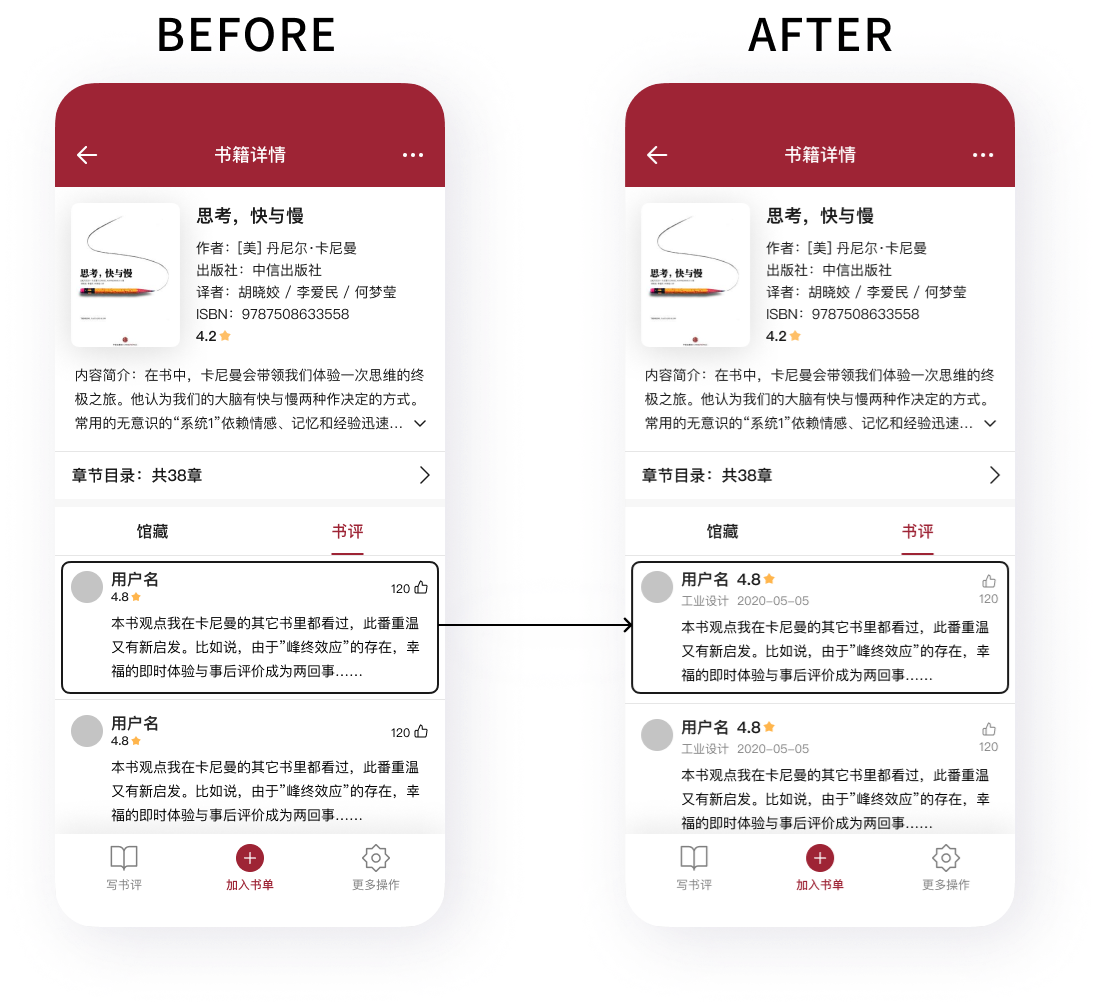 BEFORE
书籍详情
思考，快与慢
思考，快与慢
作者：[美] 丹尼尔·卡尼曼
出版社：中信出版社
译者：胡晓姣 / 李爱民 / 何梦莹
ISBN：9787508633558
4.2
内容简介：在书中，卡尼曼会带领我们体验一次思维的终
极之旅。他认为我们的大脑有快与慢两种作决定的方式。
常用的无意识的“系统1”依赖情感、记忆和经验迅速...
章节目录：共38章
馆藏 书评
用户名
4.8
120
本书观点我在卡尼曼的其它书里都看过，此番重温
又有新启发。比如说，由于”峰终效应”的存在，幸
福的即时体验与事后评价成为两回事……
用户名
4.8
120
本书观点我在卡尼曼的其它书里都看过，此番重温
又有新启发。比如说，由于”峰终效应”的存在，幸
福的即时体验与事后评价成为两回事……
写书评 加入书单 更多操作
AFTER
书籍详情
思考，快与慢
思考，快与慢
作者：[美] 丹尼尔·卡尼曼
出版社：中信出版社
译者：胡晓姣 / 李爱民 / 何梦莹
ISBN：9787508633558
4.2
内容简介：在书中，卡尼曼会带领我们体验一次思维的终
极之旅。他认为我们的大脑有快与慢两种作决定的方式。
常用的无意识的“系统1”依赖情感、记忆和经验迅速...
章节目录：共38章
馆藏 书评
用户名 4.8
工业设计 2020-05-05
120
本书观点我在卡尼曼的其它书里都看过，此番重温
又有新启发。比如说，由于”峰终效应”的存在，幸
福的即时体验与事后评价成为两回事……
用户名 4.8
工业设计 2020-05-05
120
本书观点我在卡尼曼的其它书里都看过，此番重温
又有新启发。比如说，由于”峰终效应”的存在，幸
福的即时体验与事后评价成为两回事……
写书评 加入书单 更多操作